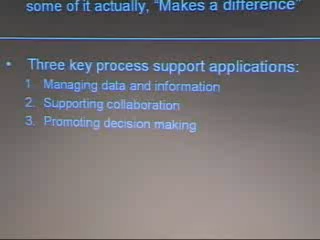 some of it actually, "Makes a difference"
• Three key process support applications:
1. Managing data and information
2. Supporting collaboration
3. Promoting decision making